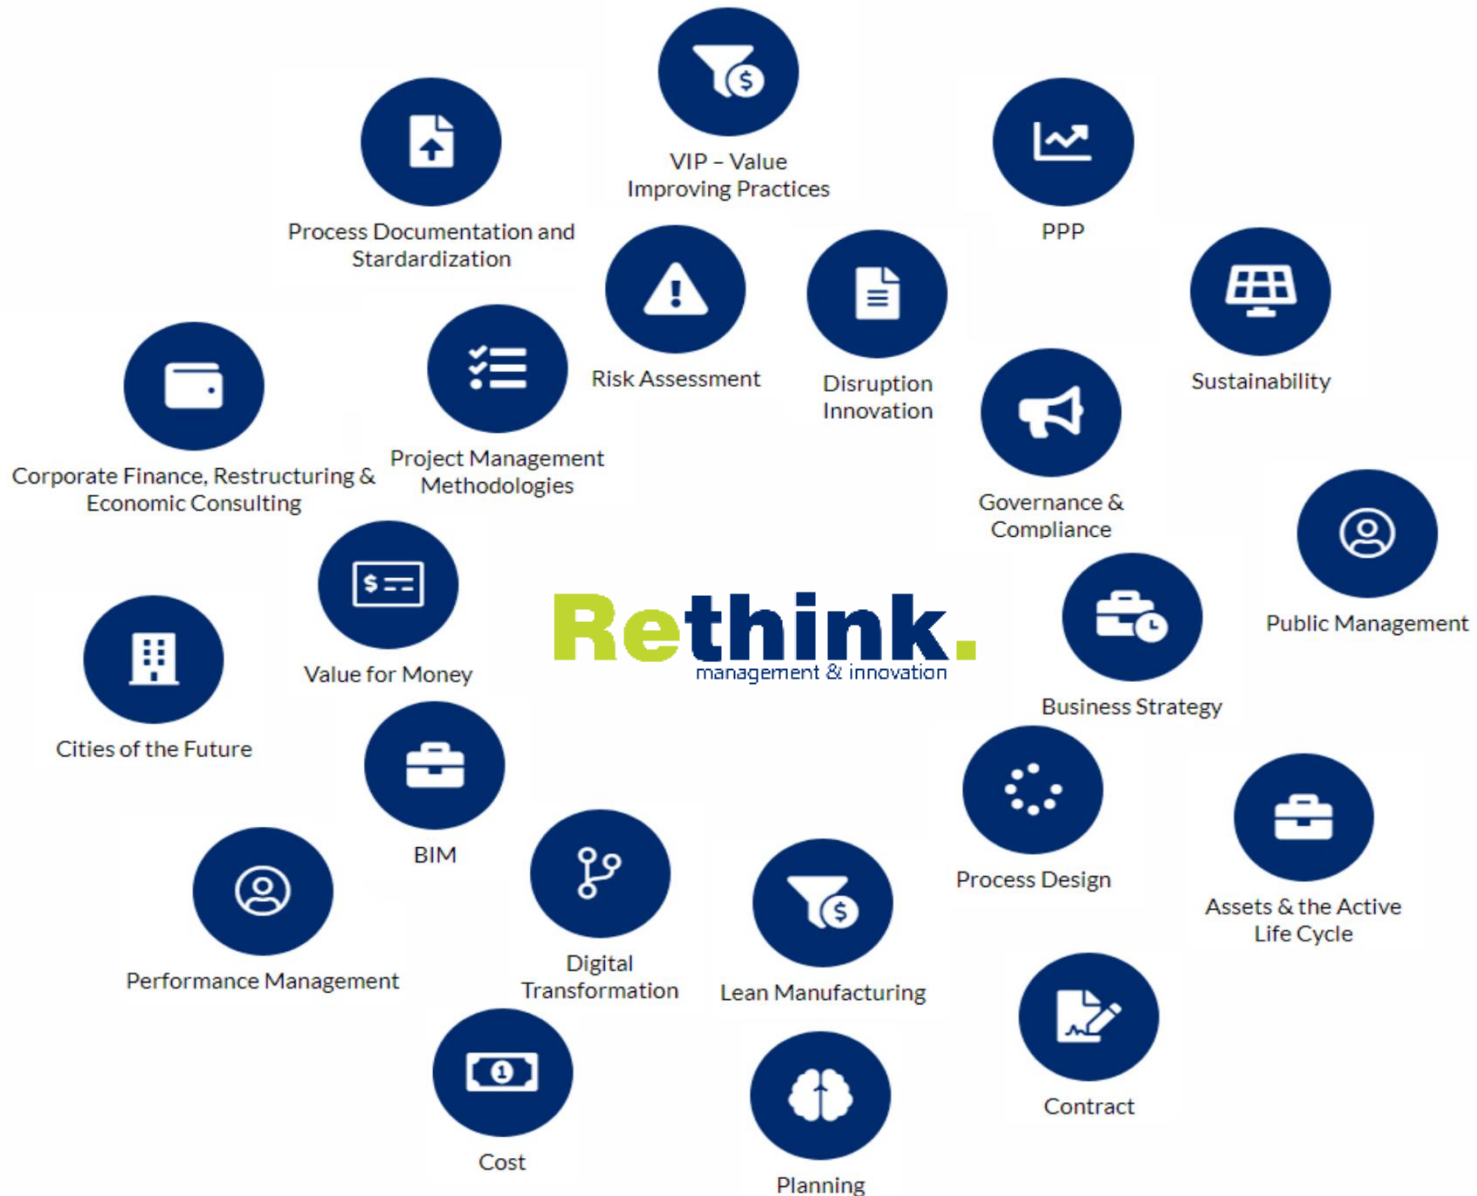 VIP – Value
Improving Practices
Process Documentation and
Stardardization
PPP
Risk Assessment
Disruption
Innovation
Sustainability
Corporate Finance, Restructuring &
Economic Consulting
Project Management
Methodologies
Governance &
Compliance
Public Management
$
Value for Money
Rethink.
management & innovation
Business Strategy
Cities of the Future
BIM
Process Design
Assets & the Active
Life Cycle
Performance Management
Digital
Transformation
$
Lean Manufacturing
Contract
1
Cost
Planning